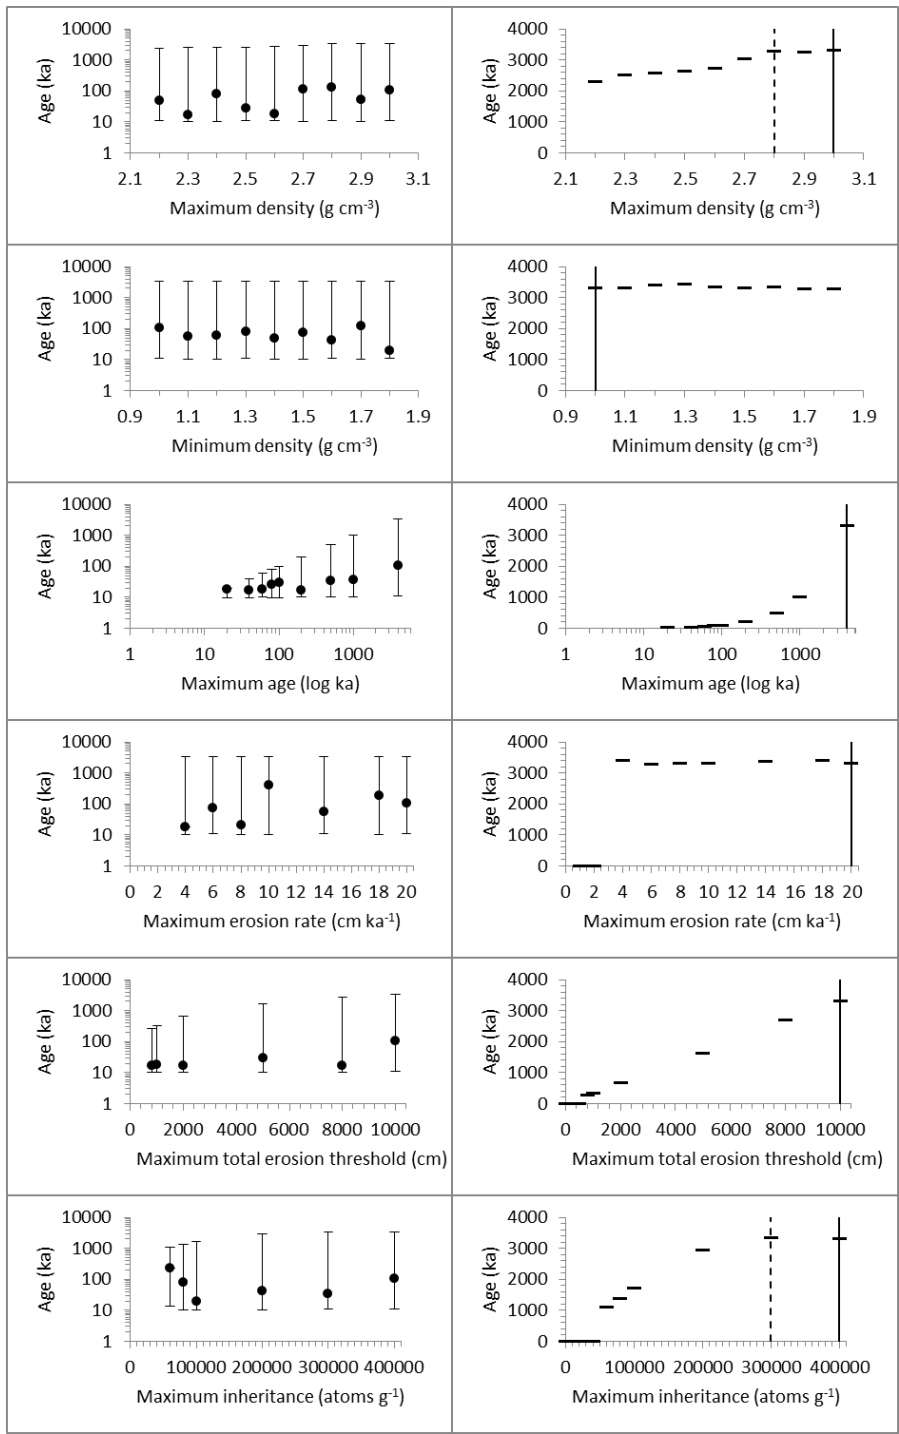 10000
1000
100
10
1
Age (ka)
2.1 2.3 2.5 2.7 2.9 3.1
Maximum density (g cm-3)
4000
3000
2000
1000
0
Age (ka)
2.1 2.3 2.5 2.7 2.9 3.1
Maximum density (g cm-3)
10000
1000
100
10
1
Age (ka)
0.9 1.1 1.3 1.5 1.7 1.9
Minimum density (g cm-3)
4000
3000
2000
1000
0
Age (ka)
0.9 1.1 1.3 1.5 1.7 1.9
Minimum density (g cm-3)
10000
1000
100
10
1
Age (ka)
1 10 100 1000
Maximum age (log ka)
4000
3000
2000
1000
0
Age (ka)
1 10 100 1000
Maximum age (log ka)
10000
1000
100
10
1
Age (ka)
0 2 4 6 8 10 12 14 16 18 20
Maximum erosion rate (cm ka-1)
4000
3000
2000
1000
0
Age (ka)
0 2 4 6 8 10 12 14 16 18 20
Maximum erosion rate (cm ka-1)
10000
1000
100
10
1
Age (ka)
0 2000 4000 6000 8000 10000
Maximum total erosion threshold (cm)
4000
3000
2000
1000
0
Age (ka)
0 2000 4000 6000 8000 10000
Maximum total erosion threshold (cm)
10000
1000
100
10
1
Age (ka)
0 100000 200000 300000 400000
Maximum inheritance (atoms g-1)
4000
3000
2000
1000
0
Age (ka)
0 100000 200000 300000 400000
Maximum inheritance (atoms g-1)